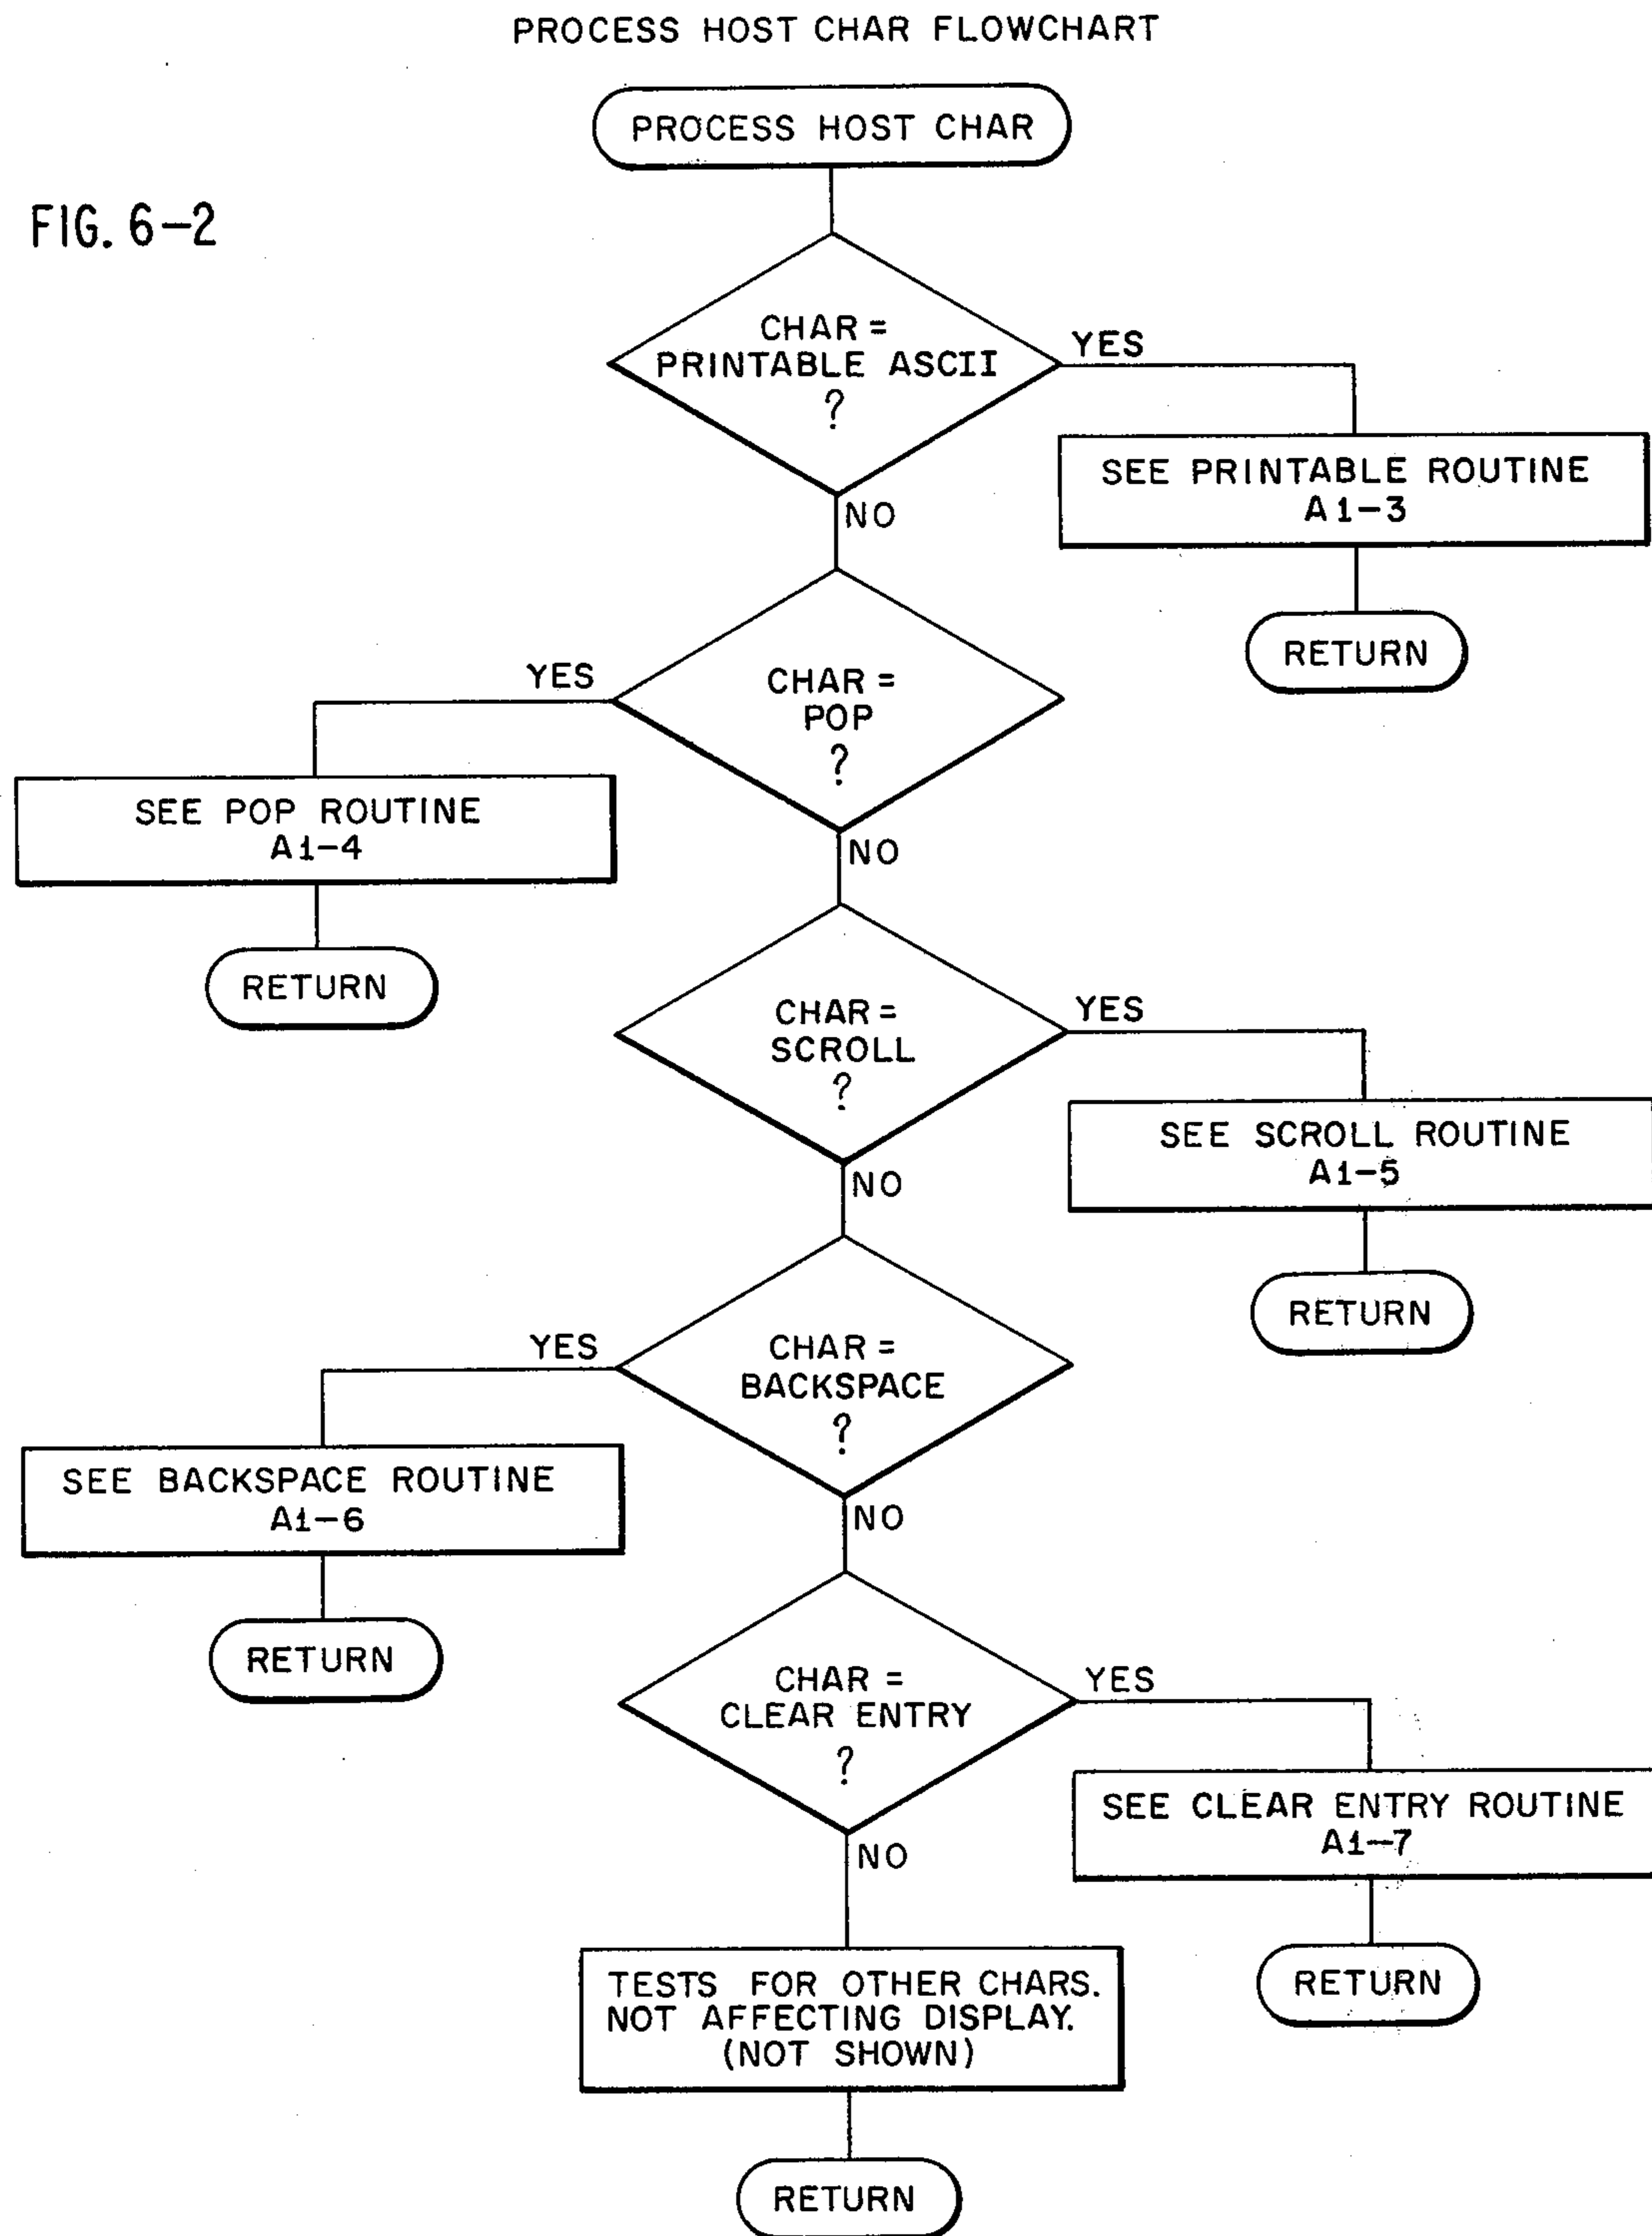 PROCESS HOST CHAR FLOWCHART
PROCESS HOST CHAR
FIG. 6-2
CHAR =
PRINTABLE ASCII
?
YES
SEE PRINTABLE ROUTINE
A1-3
RETURN
NO
CHAR =
POP
?
YES
SEE POP ROUTINE
A1-4
RETURN
NO
CHAR =
SCROLL
?
YES
SEE SCROLL ROUTINE
A1-5
RETURN
NO
CHAR =
BACKSPACE
?
YES
SEE BACKSPACE ROUTINE
A1-6
RETURN
NO
CHAR =
CLEAR ENTRY
?
YES
SEE CLEAR ENTRY ROUTINE
A1-7
RETURN
NO
TESTS FOR OTHER CHARS.
NOT AFFECTING DISPLAY.
(NOT SHOWN)
RETURN